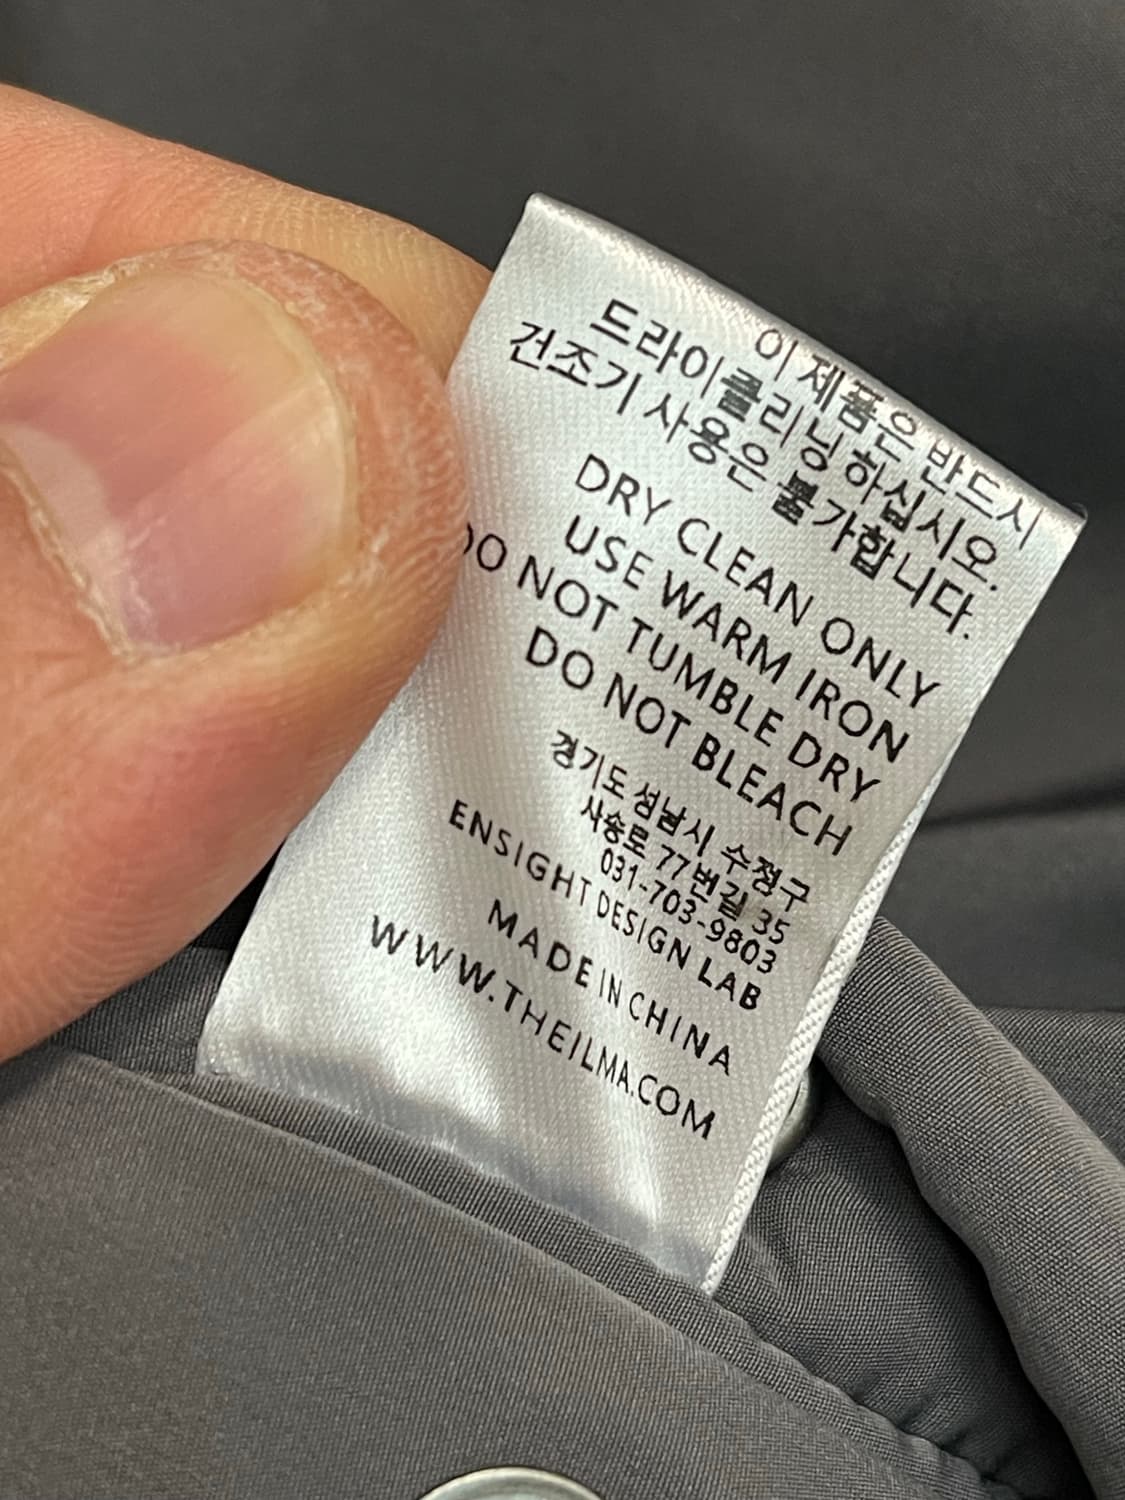 이 제품은 반드시
드라이클리닝 하십시오.
건조기 사용은 불가합니다.
DRY CLEAN ONLY
USE WARM IRON
DO NOT TUMBLE DRY
DO NOT BLEACH
경기도 성남시 수정구
사송로 77번길 35
031-703-9803
ENSIGHT DESIGN LAB
MADE IN CHINA
WWW.THEILMA.COM